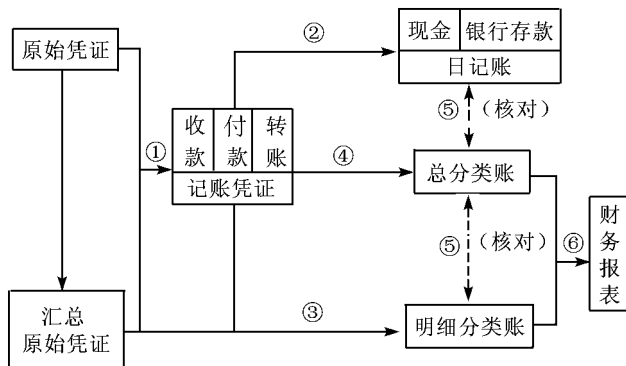 原始凭证
汇总
原始凭证
①
收款
付款
转账
记账凭证
②
现金
银行存款
日记账
⑤（核对）
④
总分类账
⑤（核对）
③
明细分类账
⑥
财务报表